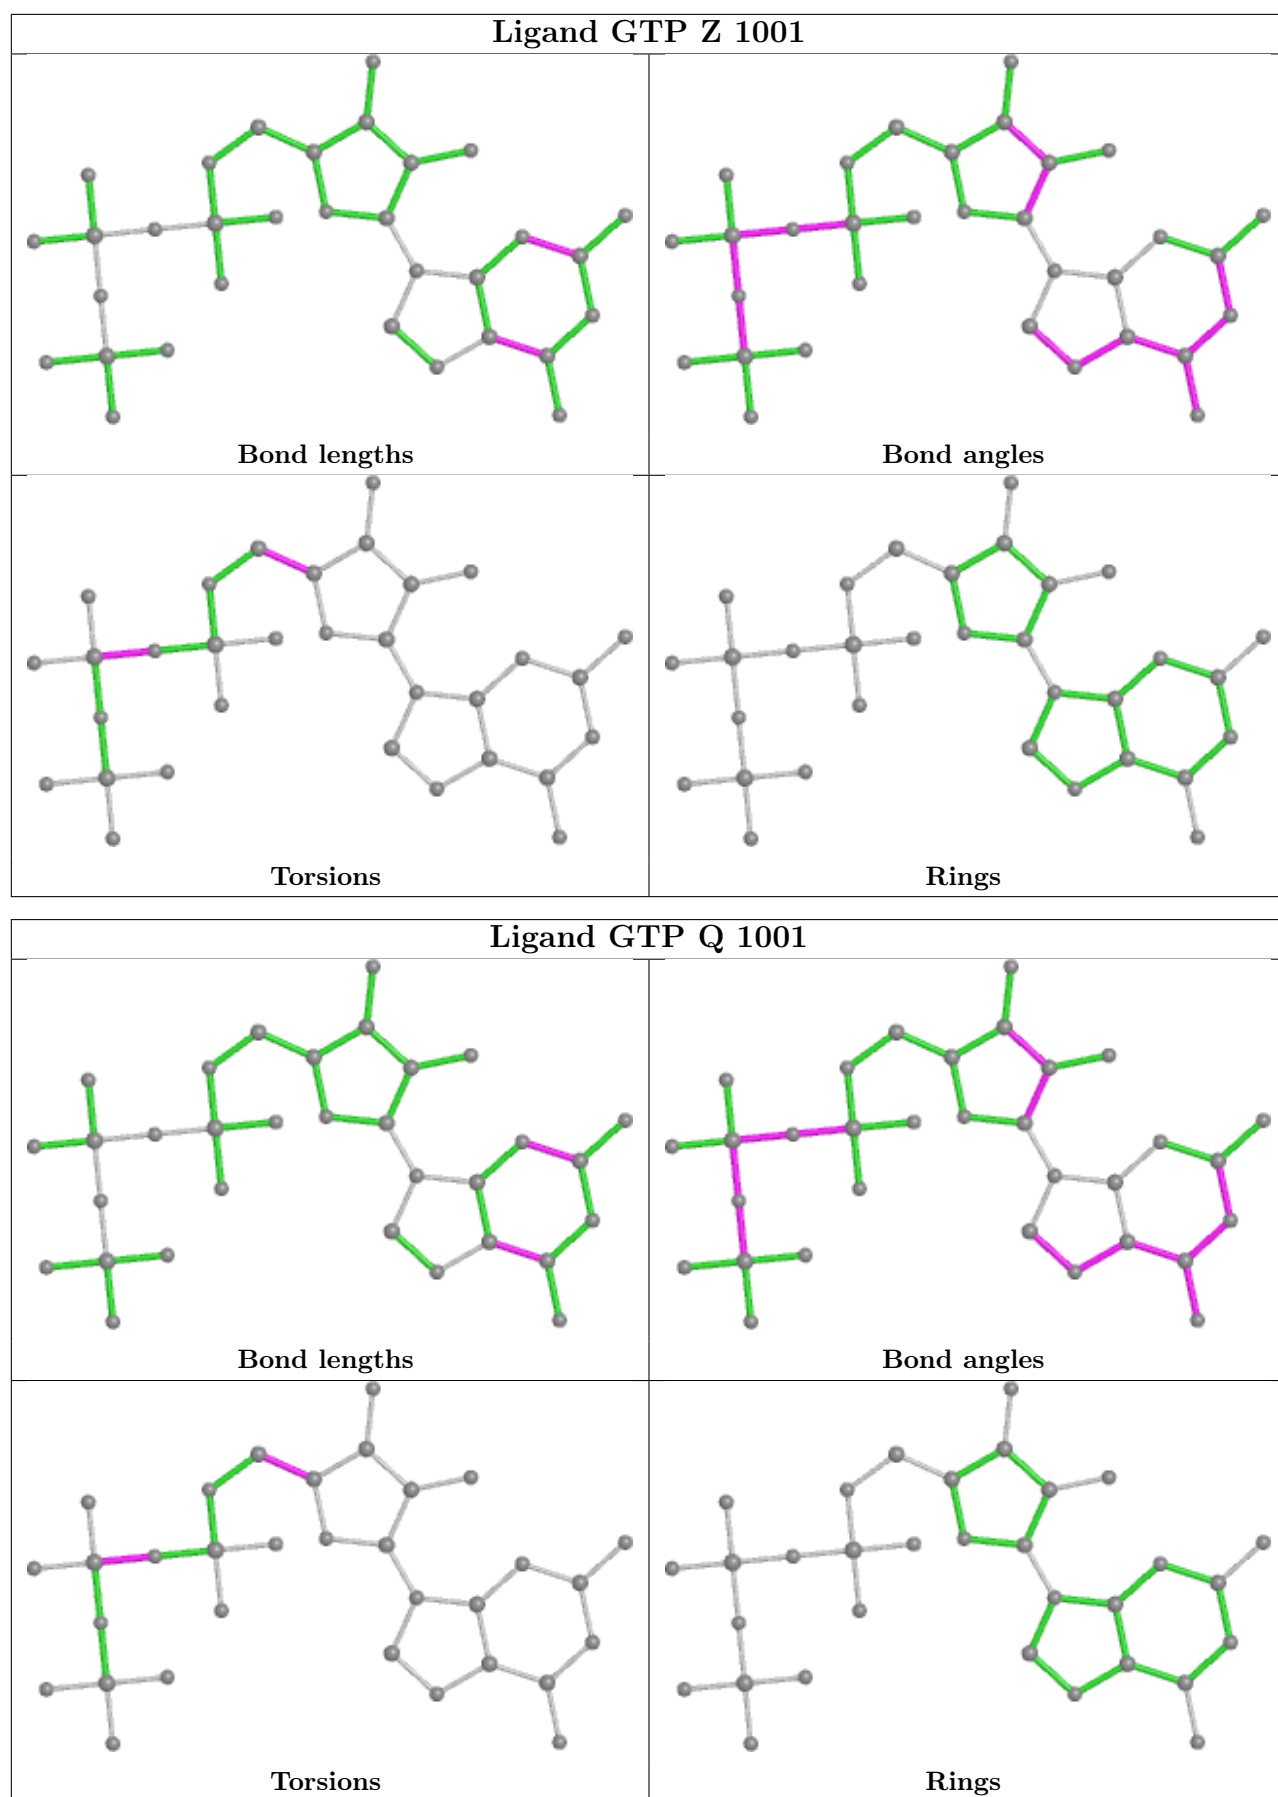 Ligand GTP Z 1001
Bond lengths
Bond angles
Torsions
Rings
Ligand GTP Q 1001
Bond lengths
Bond angles
Torsions
Rings